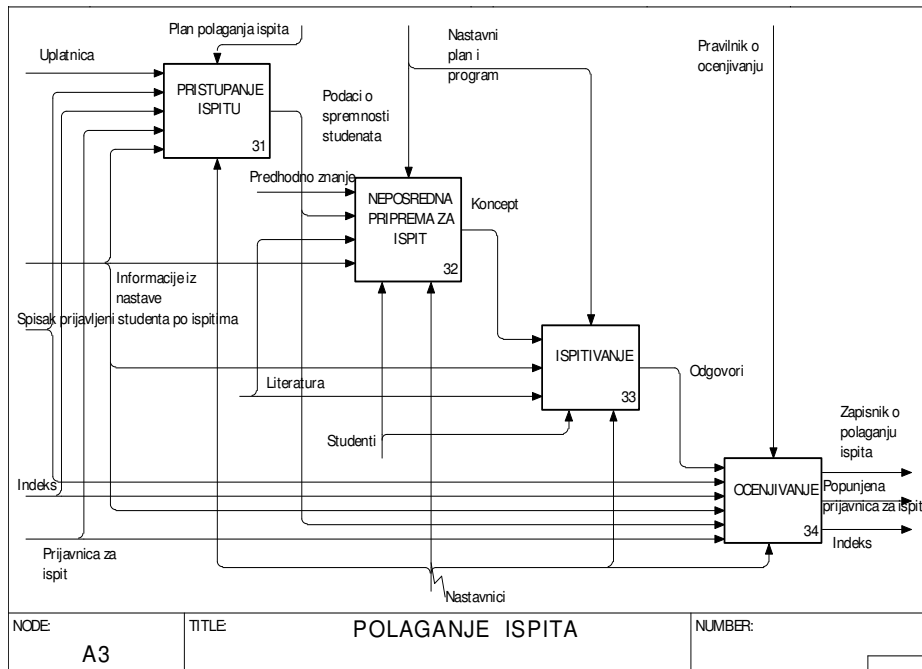 Plan polaganja ispita
Uplatnica
Nastavni
plan i
program
Pravilnik o
ocenjivanju
PRISTUPANJE
ISPITU
31
Podaci o
spremnosti
studenata
Predhodno znanje
NEPOSREDNA
PRIPREMA ZA
ISPIT
32
Koncept
Informacije iz
nastave
Spisak prijavljeni studenta po ispitima
ISPITIVANJE
33
Literatura
Odgovori
Studenti
Zapisnik o
polaganju
ispita
Indeks
OCENJIVANJE
34
Popunjena
prijavnica za ispit
Indeks
Prijavnica za
ispit
Nastavnici
NODE:
A3
TITLE:
POLAGANJE ISPITA
NUMBER: